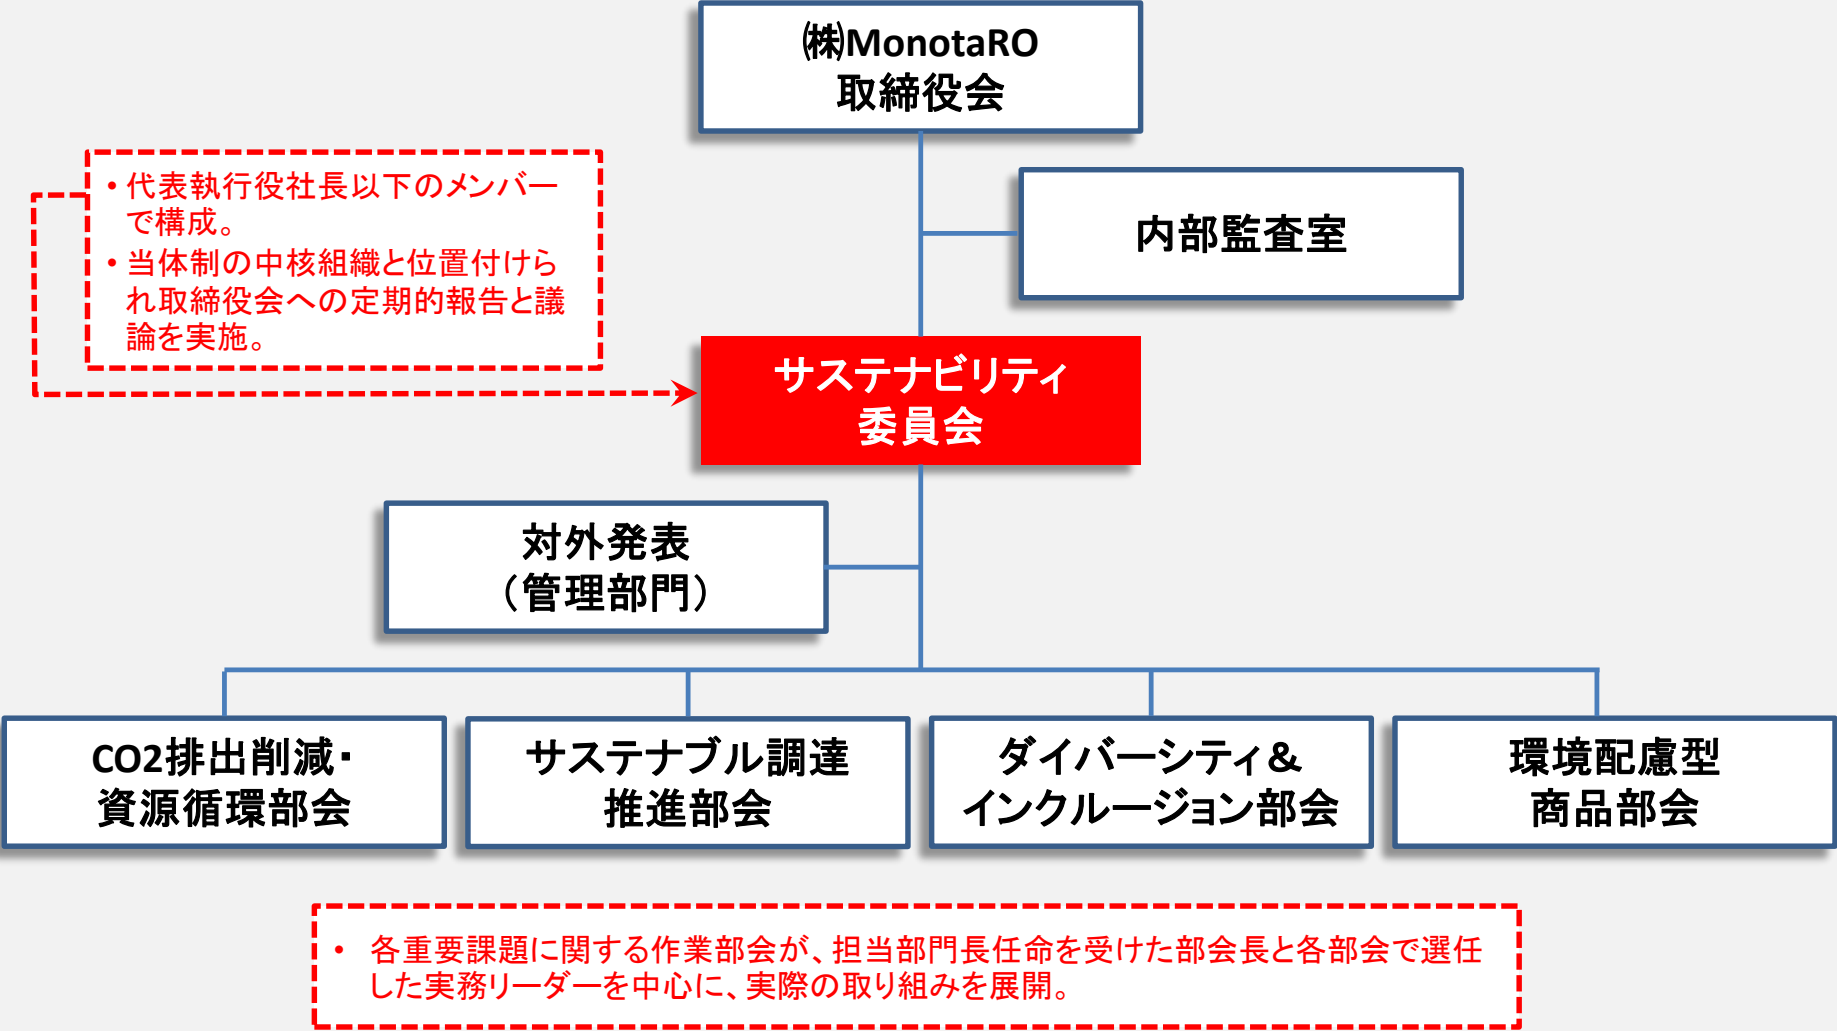 ㈱MonotaRO
取締役会
• 代表執行役社長以下のメンバー
で構成。
• 当体制の中核組織と位置付けら
れ取締役会への定期的報告と議
論を実施。
内部監査室
サステナビリティ
委員会
対外発表
（管理部門）
CO2排出削減・
資源循環部会
サステナブル調達
推進部会
ダイバーシティ＆
インクルージョン部会
環境配慮型
商品部会
• 各重要課題に関する作業部会が、担当部門長任命を受けた部会長と各部会で選任
した実務リーダーを中心に、実際の取り組みを展開。